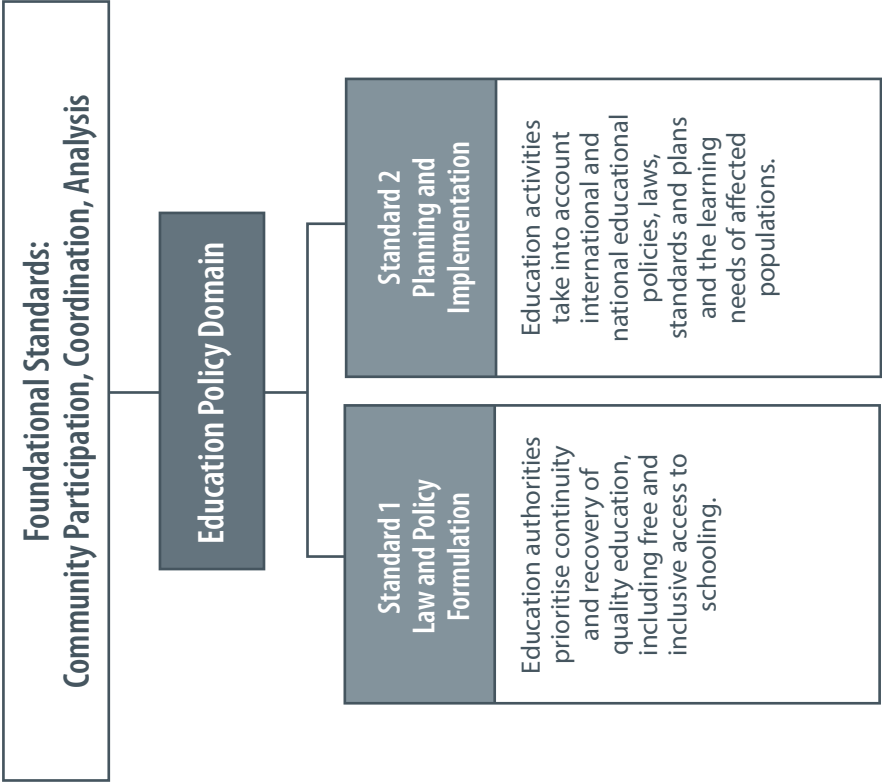 Foundational Standards:
Community Participation, Coordination, Analysis
Education Policy Domain
Standard 1
Law and Policy
Formulation
Education authorities
prioritise continuity
and recovery of
quality education,
including free and
inclusive access to
schooling.
Standard 2
Planning and
Implementation
Education activities
take into account
international and
national educational
policies, laws,
standards and plans
and the learning
needs of affected
populations.